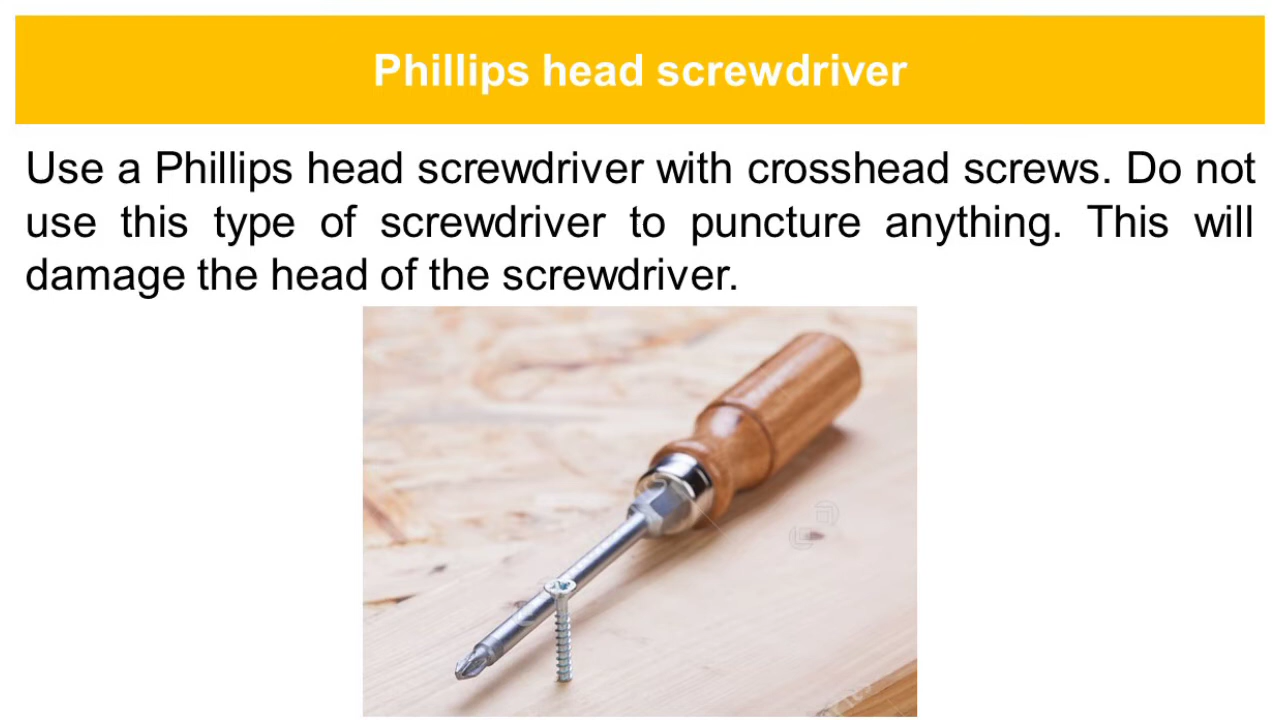 Phillips head screwdriver
Use a Phillips head screwdriver with crosshead screws. Do not
use this type of screwdriver to puncture anything. This will
damage the head of the screwdriver.